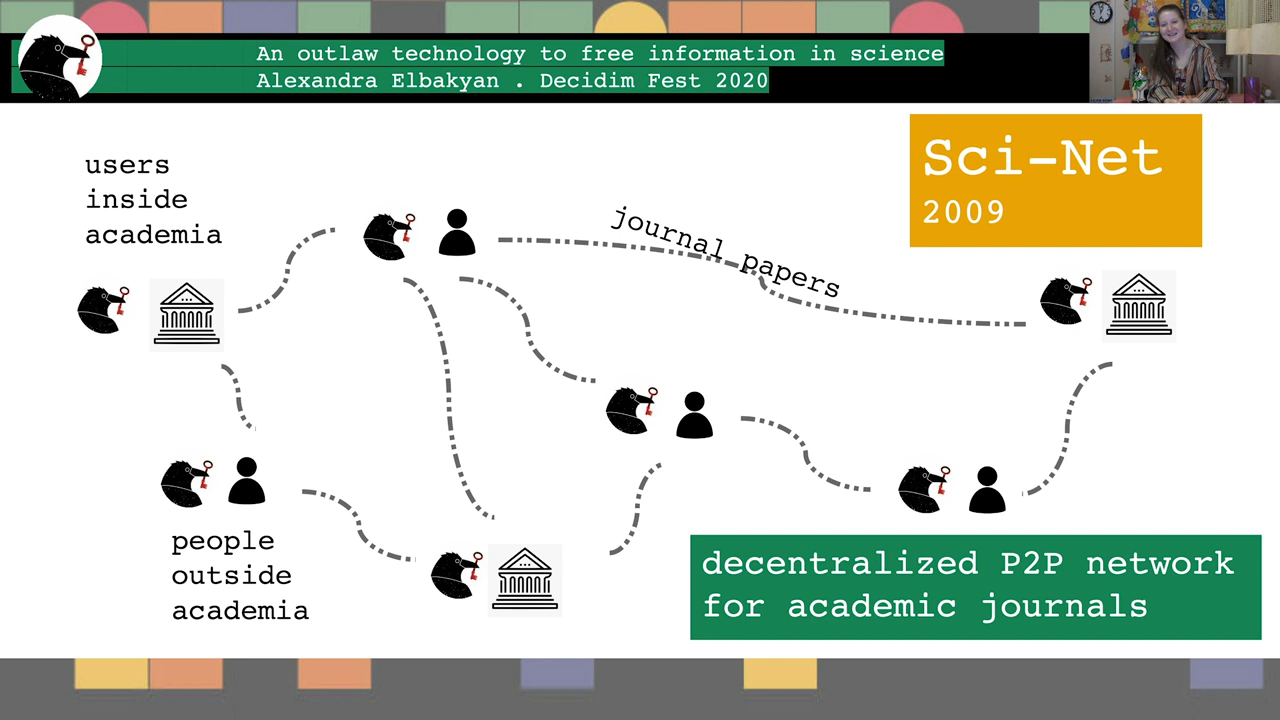 An outlaw technology to free information in science
Alexandra Elbakyan . Decidim Fest 2020
Sci-Net
2009
users
inside
academia
journal papers
people
outside
academia
decentralized P2P network
for academic journals